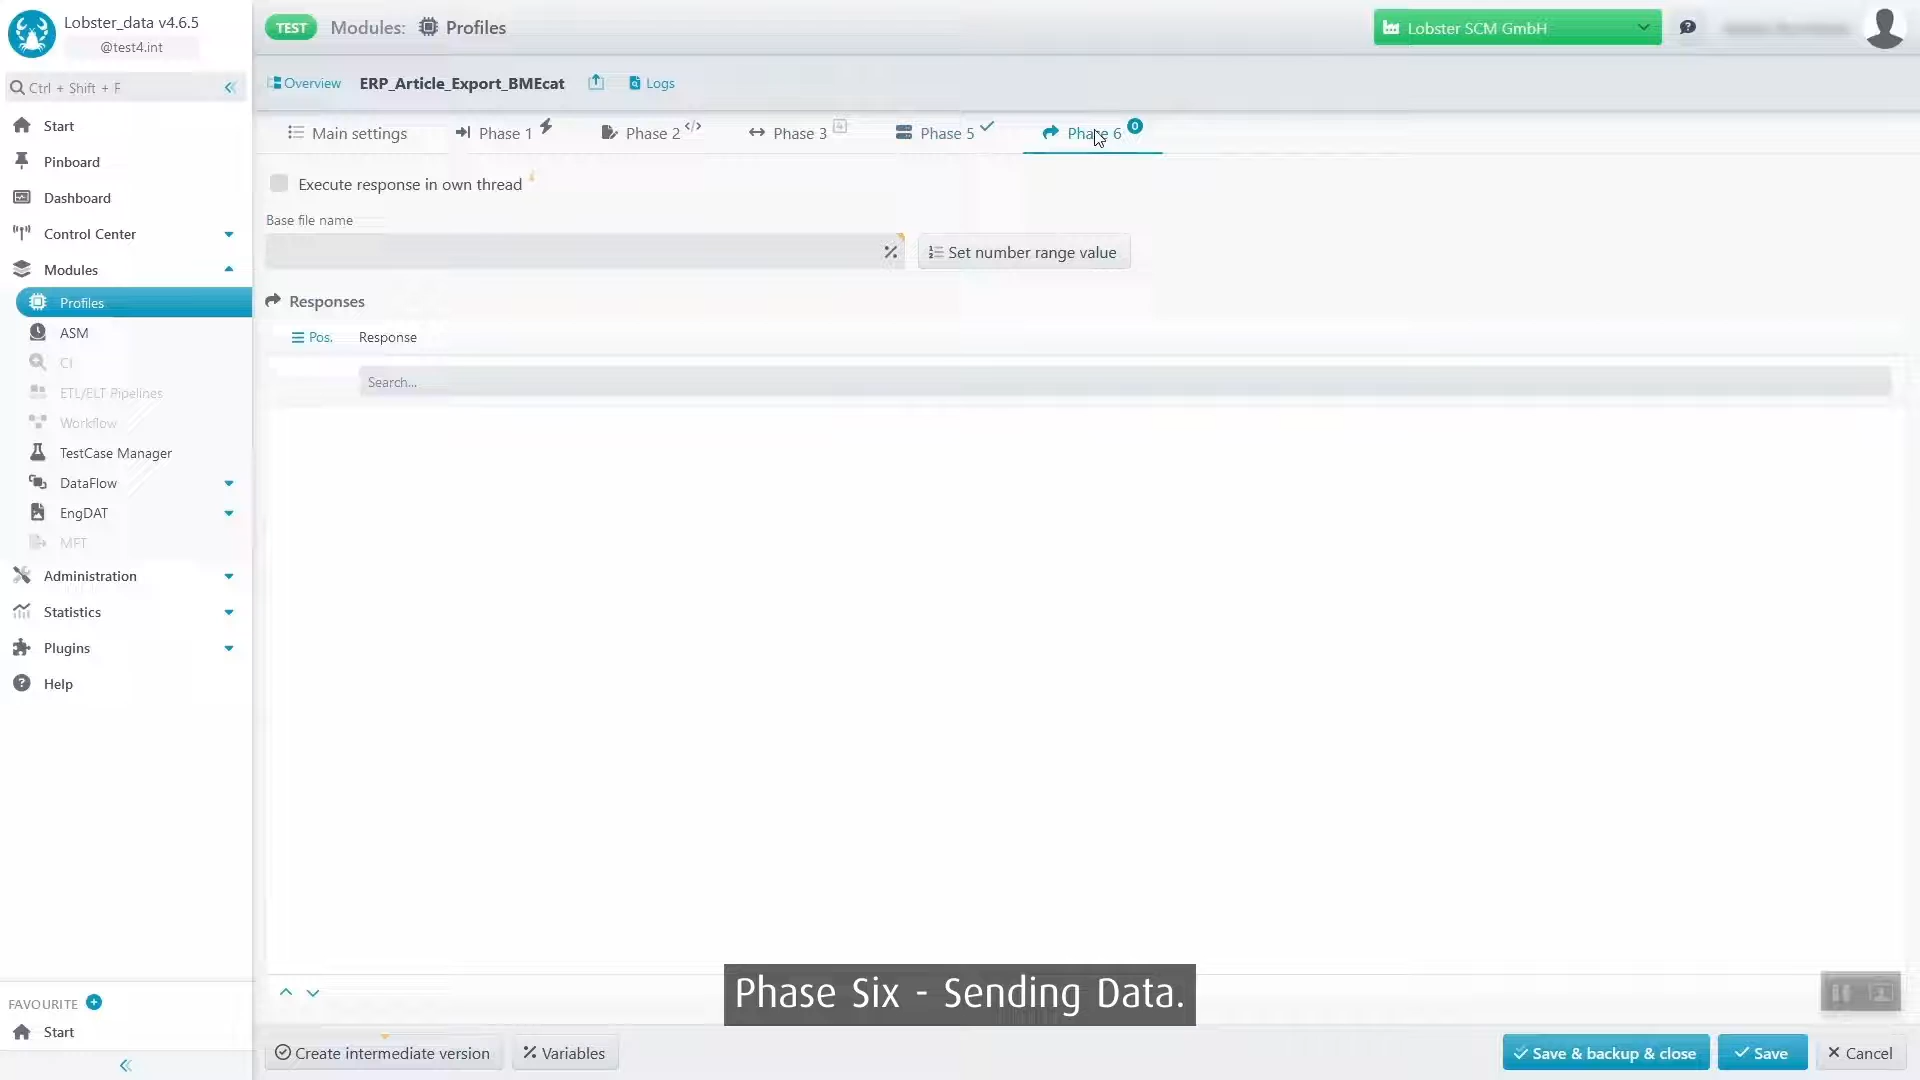 Lobster_data v4.6.5
@test4.int
Ctrl + Shift + F
Start
Pinboard
Dashboard
Control Center
Modules
Profiles
ASM
CI
ETL/ELT Pipelines
Workflow
TestCase Manager
DataFlow
EngDAT
MFT
Administration
Statistics
Plugins
Help
FAVOURITE
Start
TEST Modules: Profiles
Lobster SCM GmbH
Overview ERP_Article_Export_BMEcat Logs
Main settings Phase 1 Phase 2 Phase 3 4 Phase 5 Phase 6 0
Execute response in own thread
Base file name
Set number range value
Responses
Pos. Response
Search...
Phase Six - Sending Data.
Create intermediate version Variables Save & backup & close Save Cancel